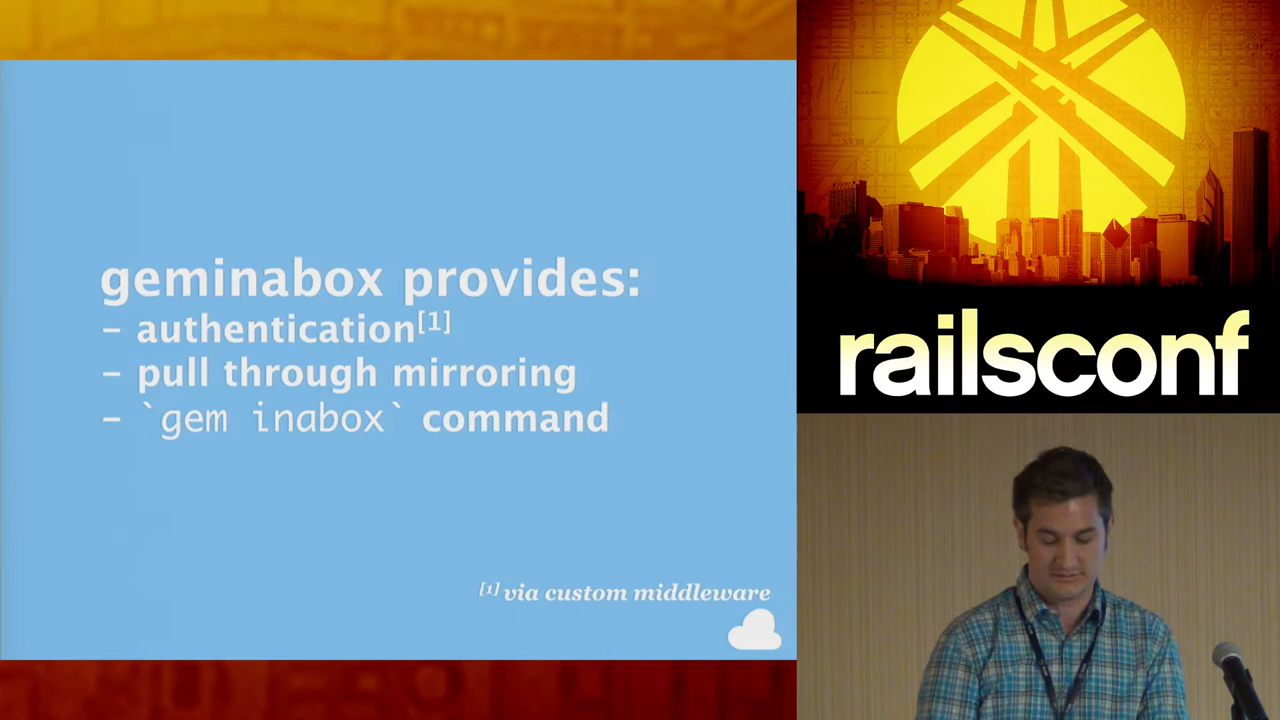 geminabox provides:
- authentication[1]
- pull through mirroring
- `gem inabox` command
[1] via custom middleware
railsconf